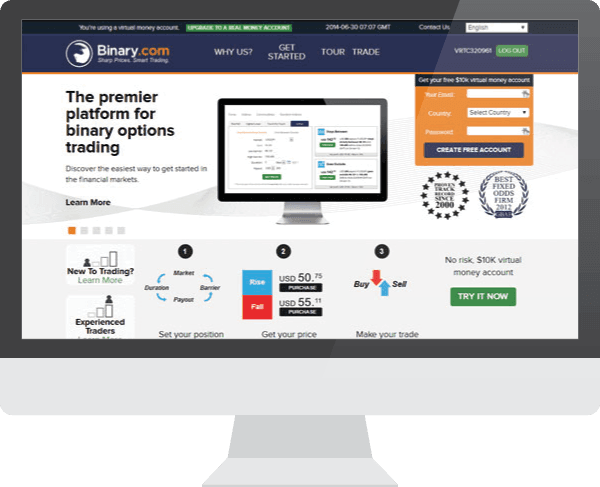 You're using a virtual money account. UPGRADE TO A REAL MONEY ACCOUNT 2014-06-30 07:07 GMT Contact Us English
Binary.com
Sharp Prices. Smart Trading.
WHY US? GET STARTED TOUR TRADE
VRTC320961 LOG OUT
The premier
platform for
binary options
trading
Discover the easiest way to get started in
the financial markets.
Learn More
Get your free $10k virtual money account
Your Email:
Country: Select Country
Password:
CREATE FREE ACCOUNT
PROVEN
TRACK
RECORD
SINCE
2000
BEST
FIXED
ODDS
FIRM
2012
New To Trading?
Learn More
Experienced
Traders
Learn More
1
Market
Duration Barrier
Payout
Set your position
2
Rise USD 50.75
PURCHASE
Fall USD 55.11
PURCHASE
Get your price
3
Buy Sell
Make your trade
No risk, $10K virtual
money account
TRY IT NOW